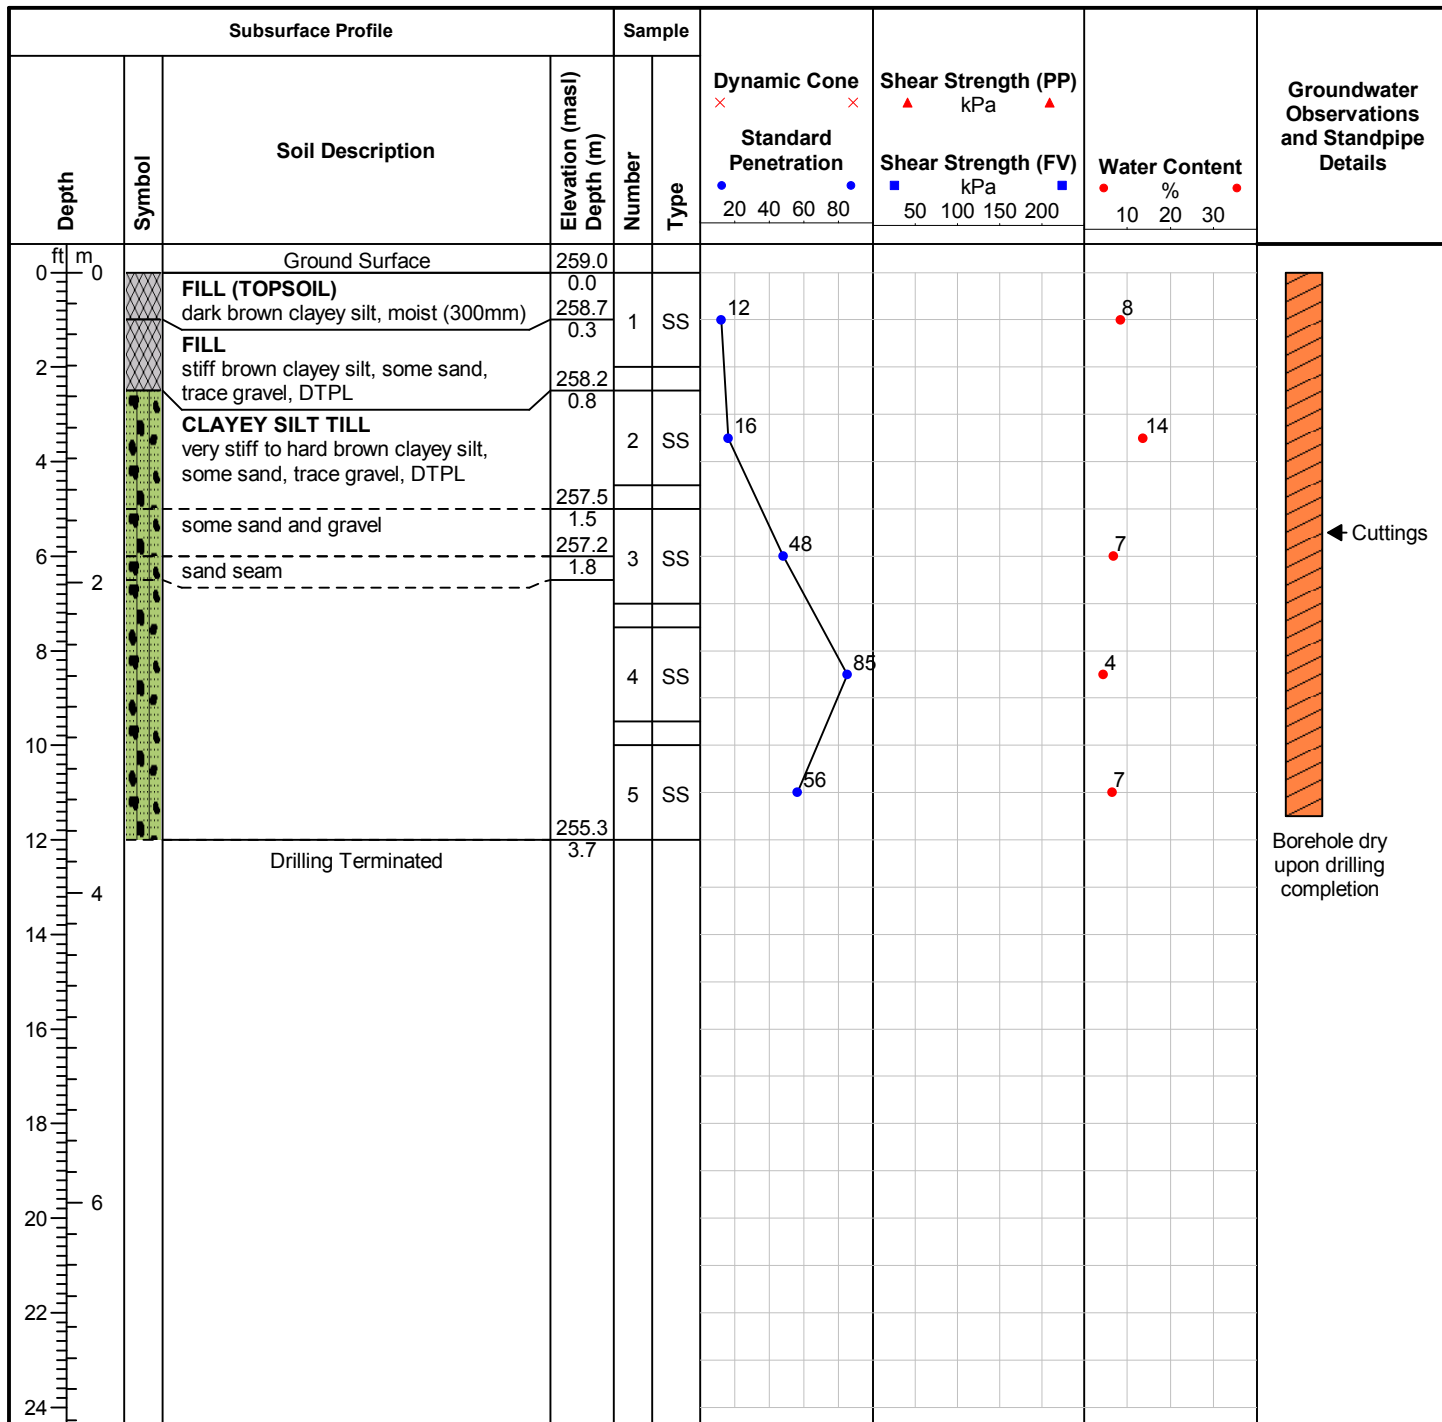 Subsurface Profile
Sample
Depth
Symbol
Soil Description
Elevation (masl)
Depth (m)
Number
Type
Dynamic Cone
Standard
Penetration
20 40 60 80
Shear Strength (PP)
kPa
Shear Strength (FV)
kPa
50 100 150 200
Water Content
%
10 20 30
Groundwater
Observations
and Standpipe
Details
ft m
Ground Surface
259.0
0 0
0.0
FILL (TOPSOIL)
dark brown clayey silt, moist (300mm)
258.7
0.3
1 SS
12
8
FILL
stiff brown clayey silt, some sand,
trace gravel, DTPL
258.2
0.8
2
CLAYEY SILT TILL
very stiff to hard brown clayey silt,
some sand, trace gravel, DTPL
2 SS
16
14
4
257.5
1.5
some sand and gravel
257.2
1.8
sand seam
3 SS
48
7
Cuttings
6
2
8
4 SS
85
4
10
5 SS
56
7
255.3
3.7
12
Drilling Terminated
Borehole dry
upon drilling
completion
4
14
16
18
6
20
22
24